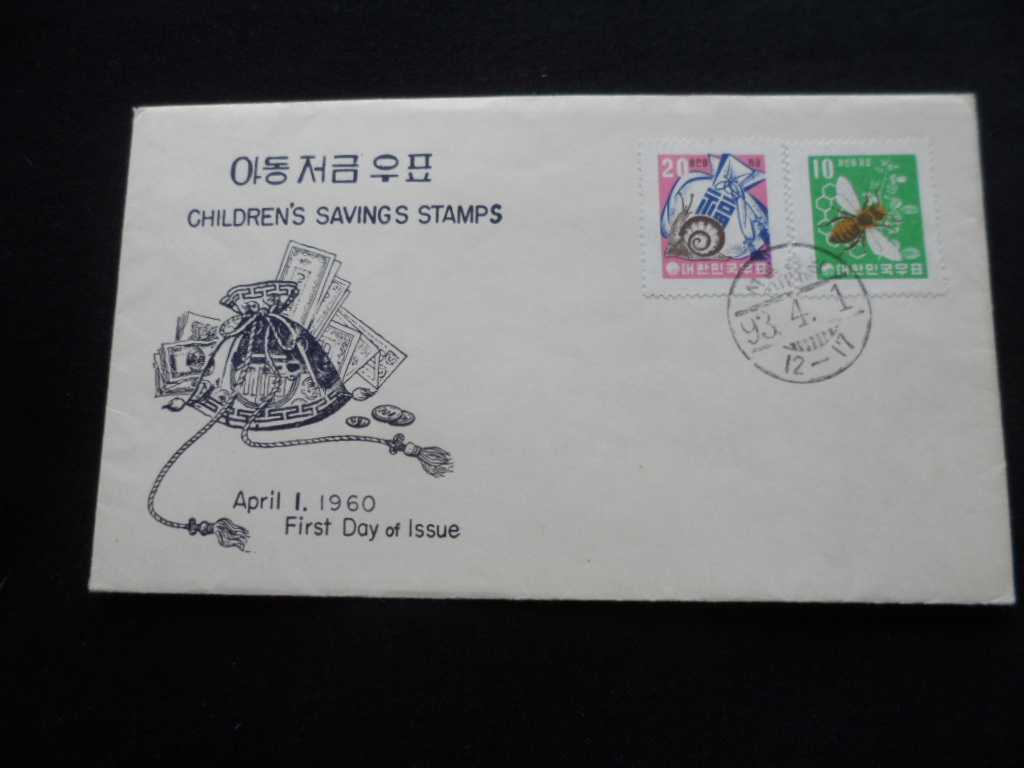 아동저금우표
CHILDREN'S SAVINGS STAMPS
April 1. 1960
First Day of Issue
20
대한민국우표
10
대한민국우표
93. 4. 1
12-17